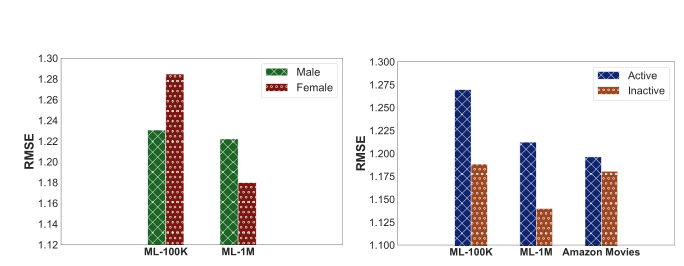 1.30
1.28
1.26
1.24
1.22
1.20
1.18
1.16
1.14
1.12
RMSE
Male
Female
ML-100K ML-1M
1.300
1.275
1.250
1.225
1.200
1.175
1.150
1.125
1.100
RMSE
Active
Inactive
ML-100K ML-1M Amazon Movies